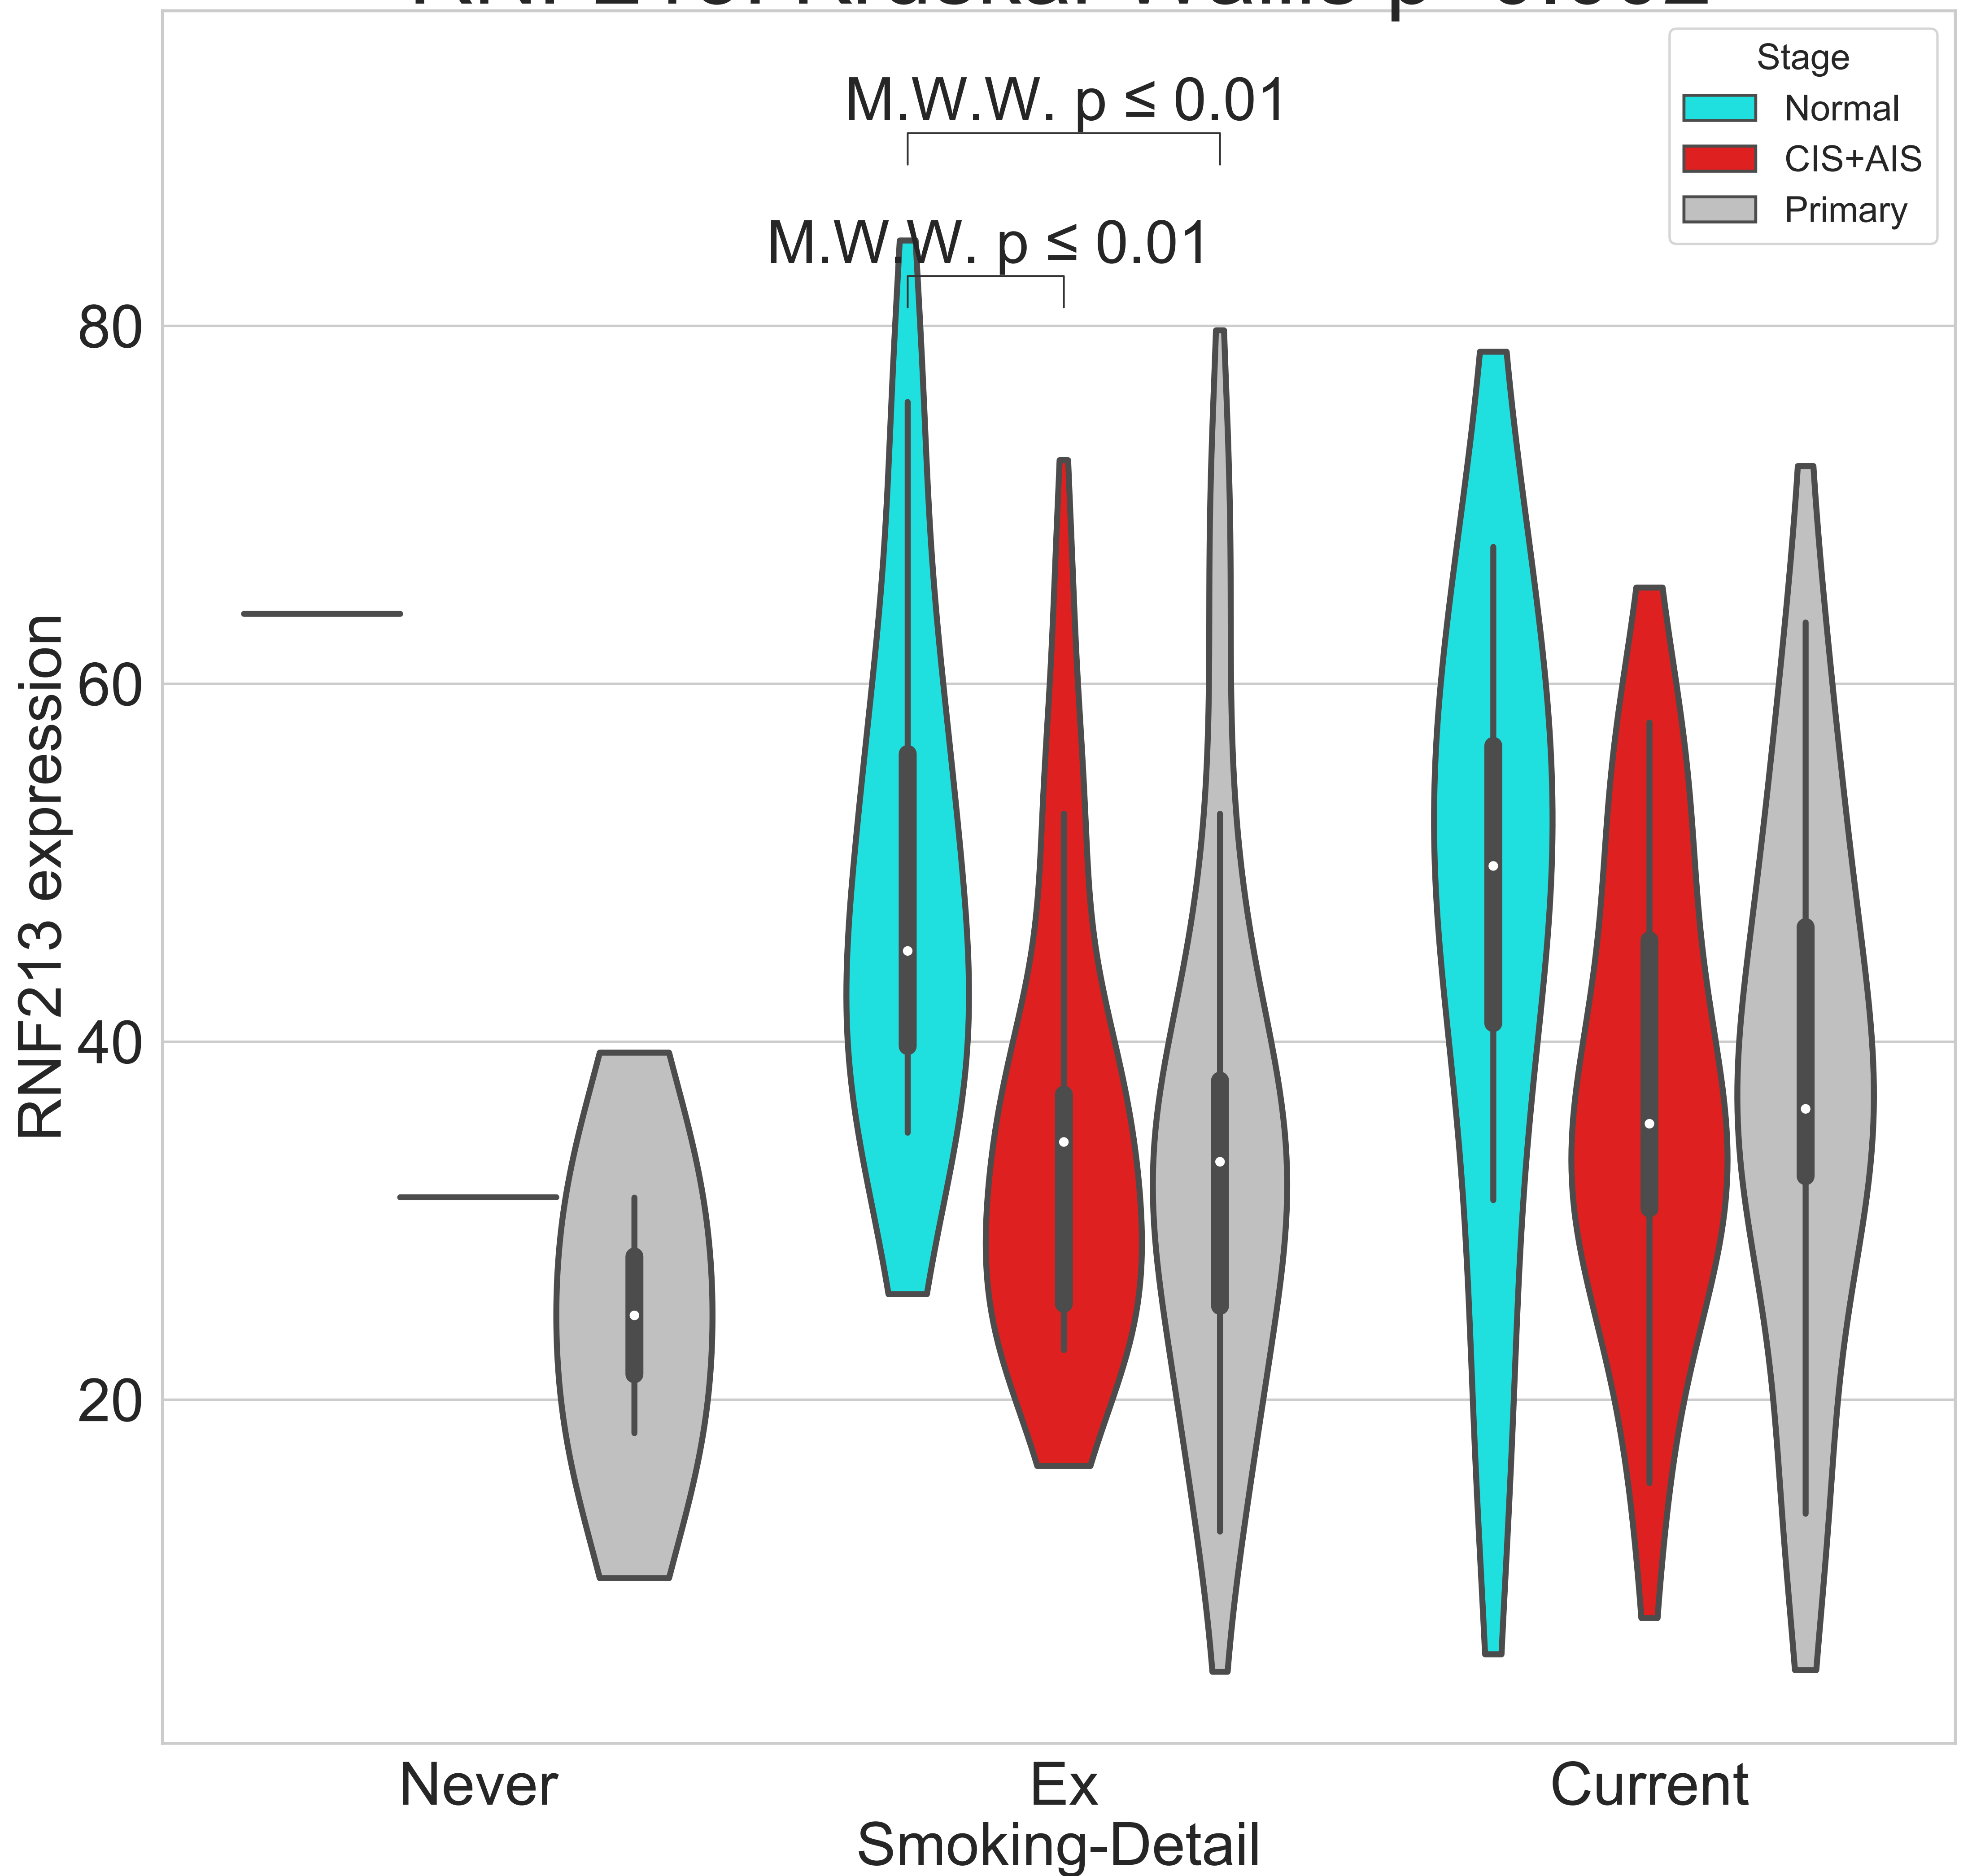 Stage
Normal
CIS+AIS
Primary
M.W.W. p ≤ 0.01
M.W.W. p ≤ 0.01
80
60
40
20
RNF213 expression
Never
Ex
Current
Smoking-Detail